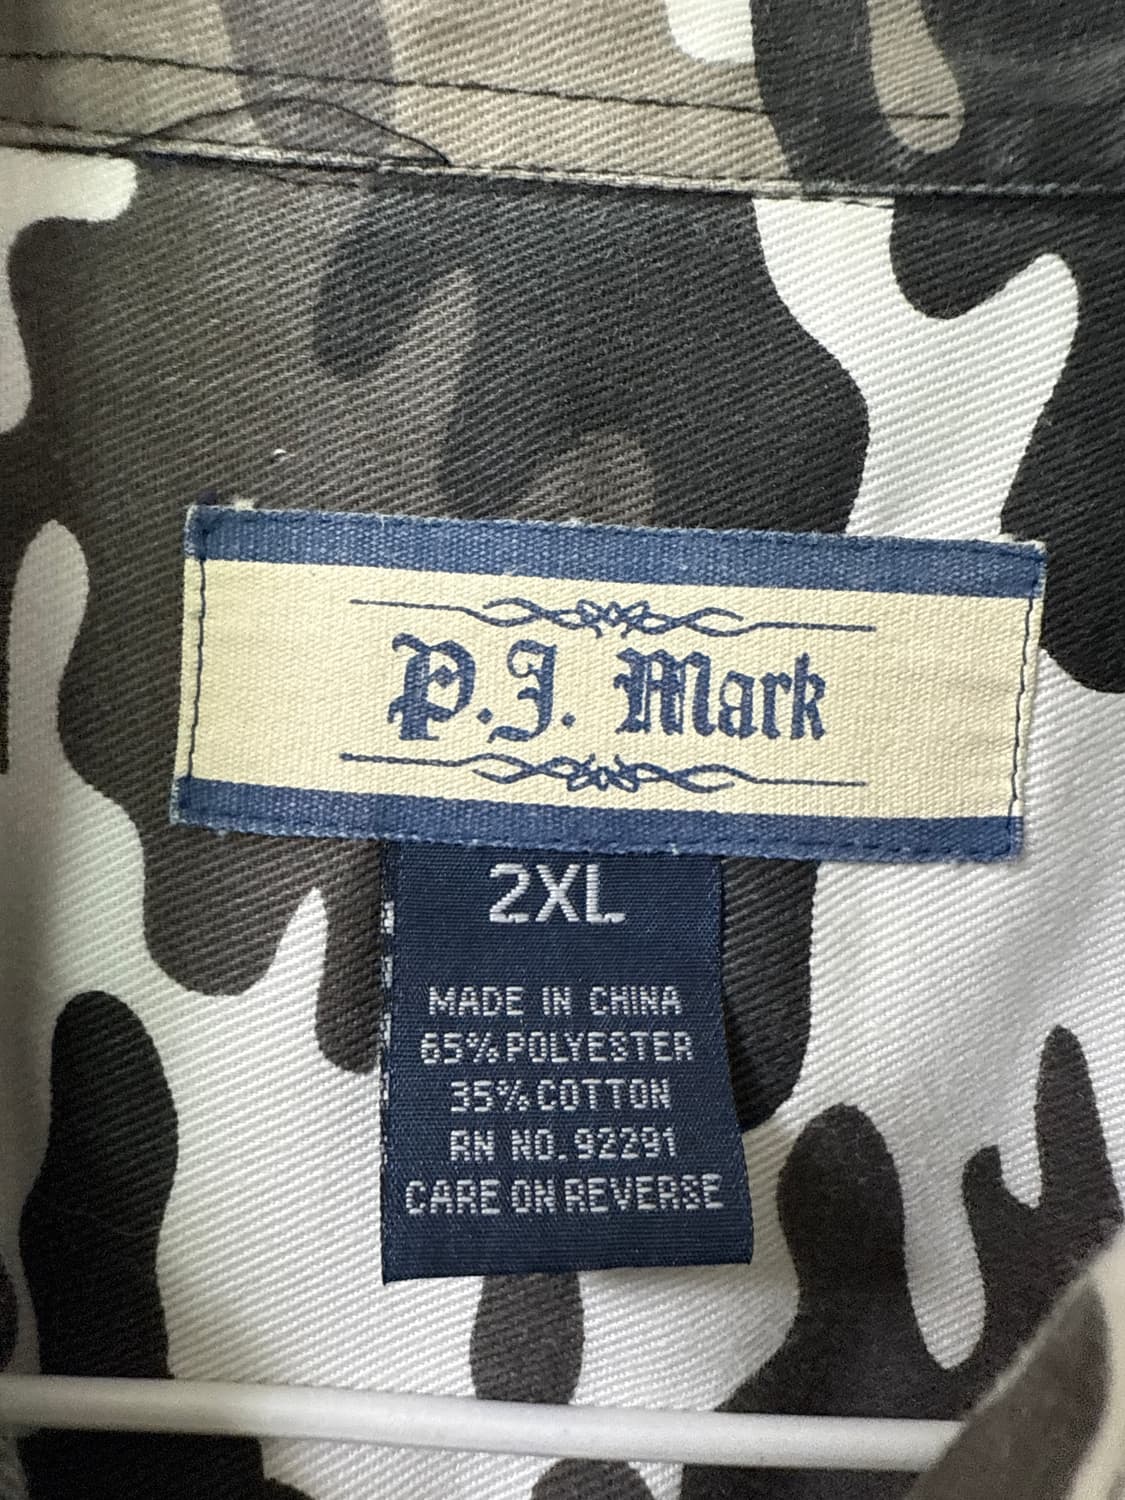 P.J. Mark
2XL
MADE IN CHINA
65% POLYESTER
35% COTTON
RN NO. 92291
CARE ON REVERSE